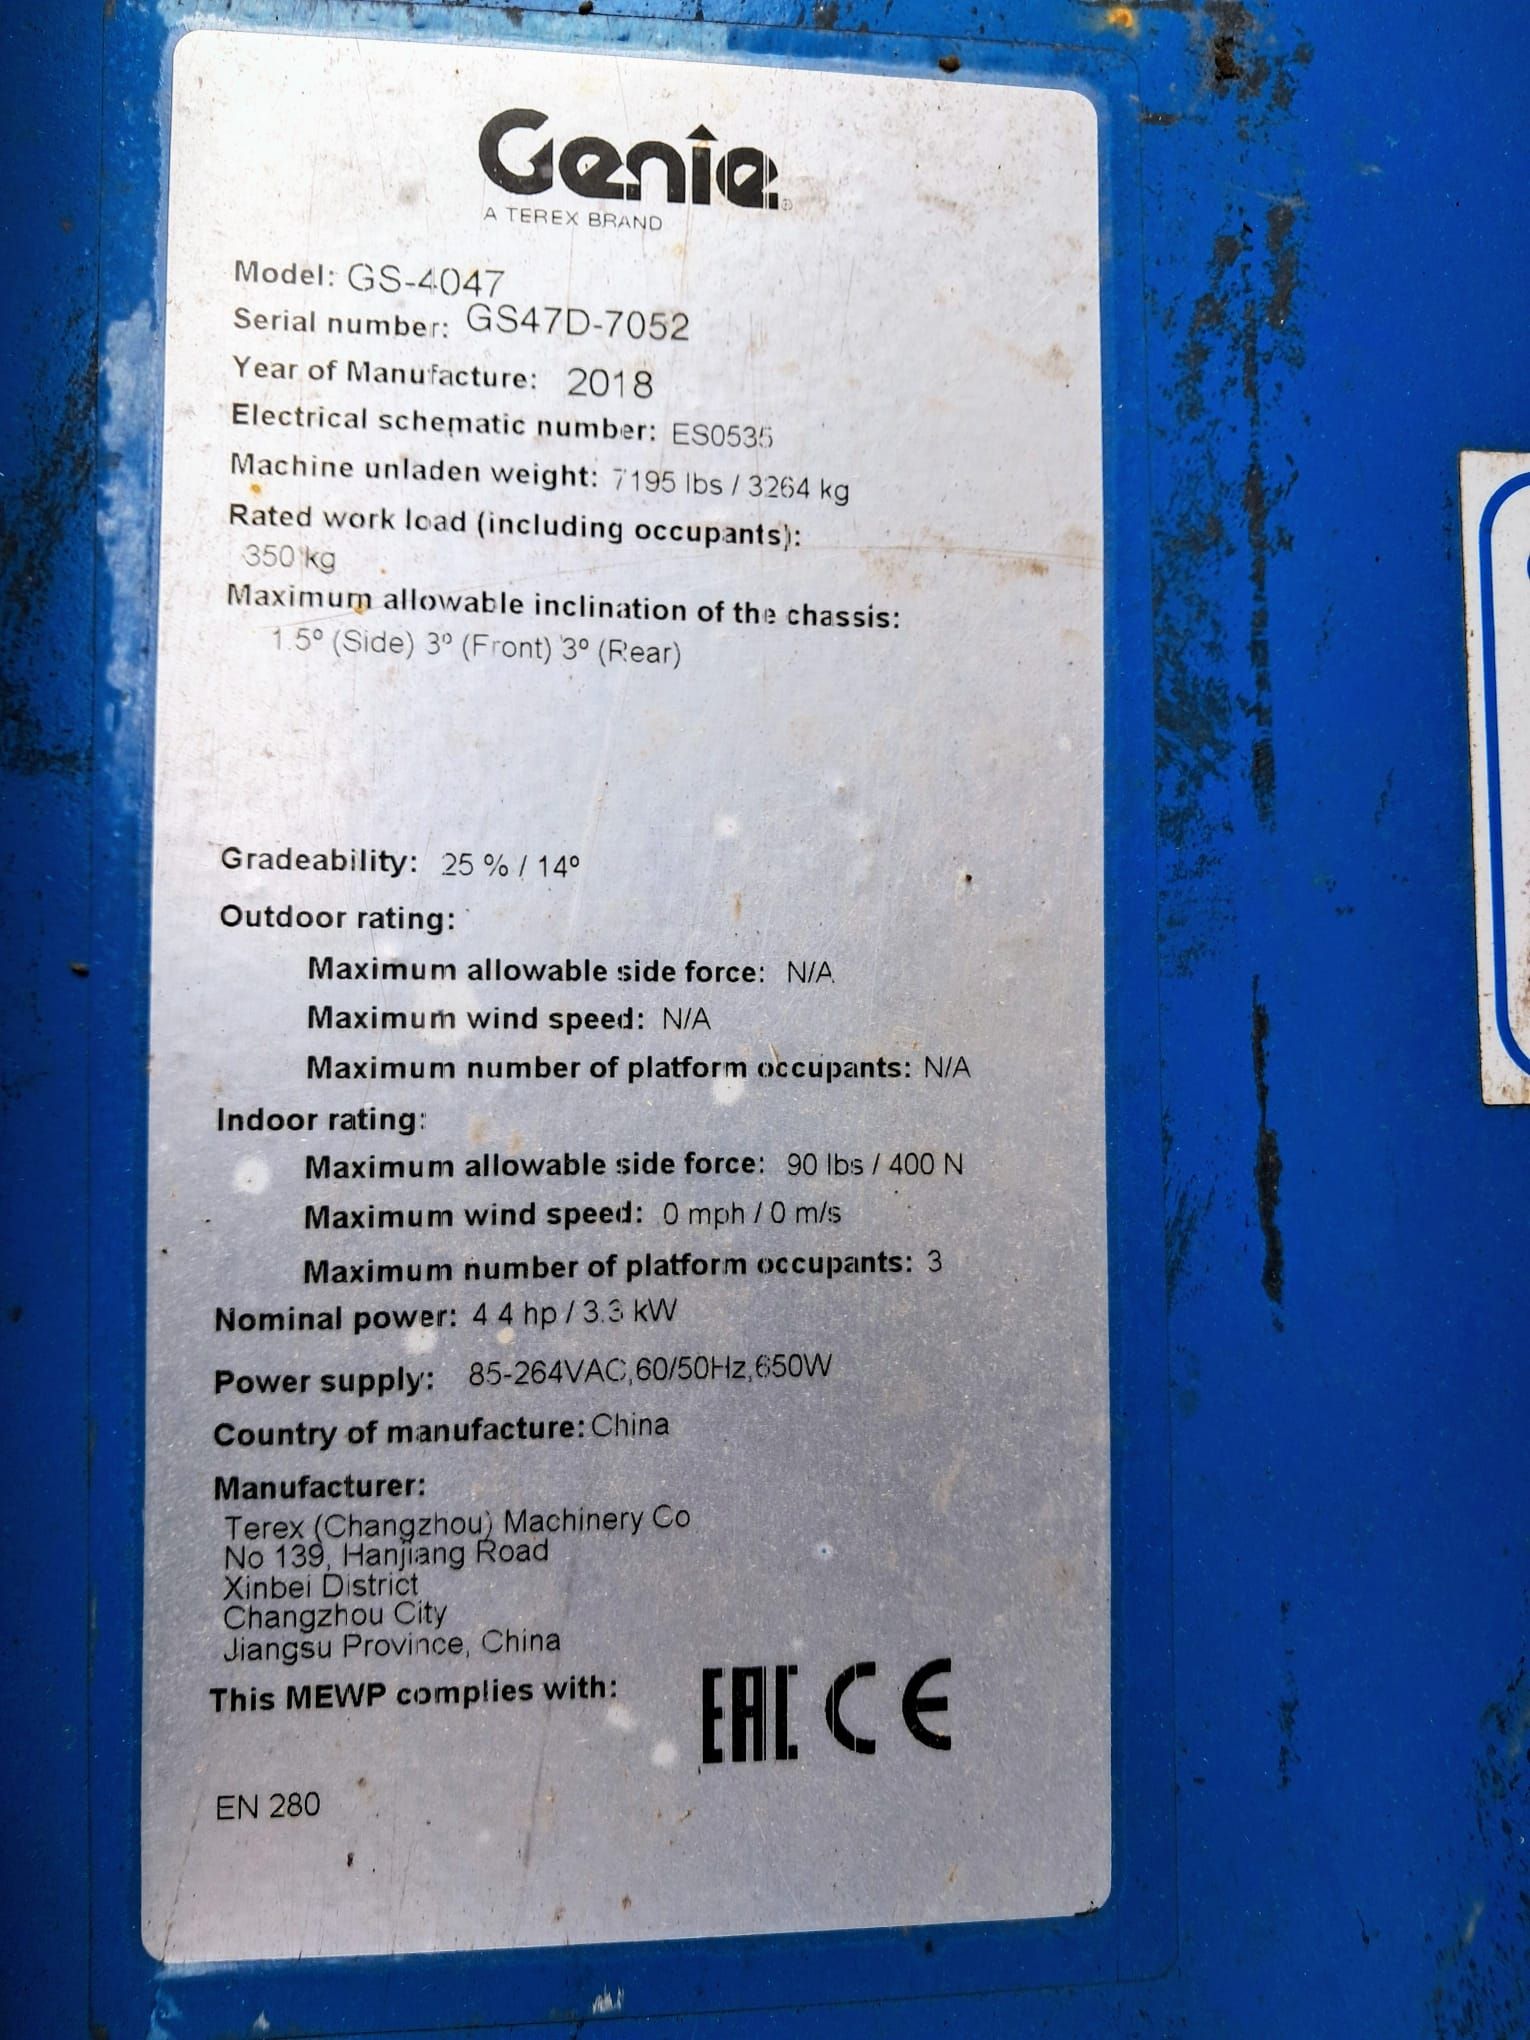 Genie
A TEREX BRAND
Model: GS-4047
Serial number: GS47D-7052
Year of Manufacture: 2018
Electrical schematic number: ES0535
Machine unladen weight: 7195 lbs / 3264 kg
Rated work load (including occupants):
350 kg
Maximum allowable inclination of the chassis:
1.5º (Side) 3º (Front) 3º (Rear)
Gradeability: 25 % / 14º
Outdoor rating:
Maximum allowable side force: N/A
Maximum wind speed: N/A
Maximum number of platform occupants: N/A
Indoor rating:
Maximum allowable side force: 90 lbs / 400 N
Maximum wind speed: 0 mph / 0 m/s
Maximum number of platform occupants: 3
Nominal power: 4.4 hp / 3.3 kW
Power supply: 85-264VAC,60/50Hz,650W
Country of manufacture: China
Manufacturer:
Terex (Changzhou) Machinery Co
No 139, Hanjiang Road
Xinbei District
Changzhou City
Jiangsu Province, China
This MEWP complies with: EAC CE
EN 280